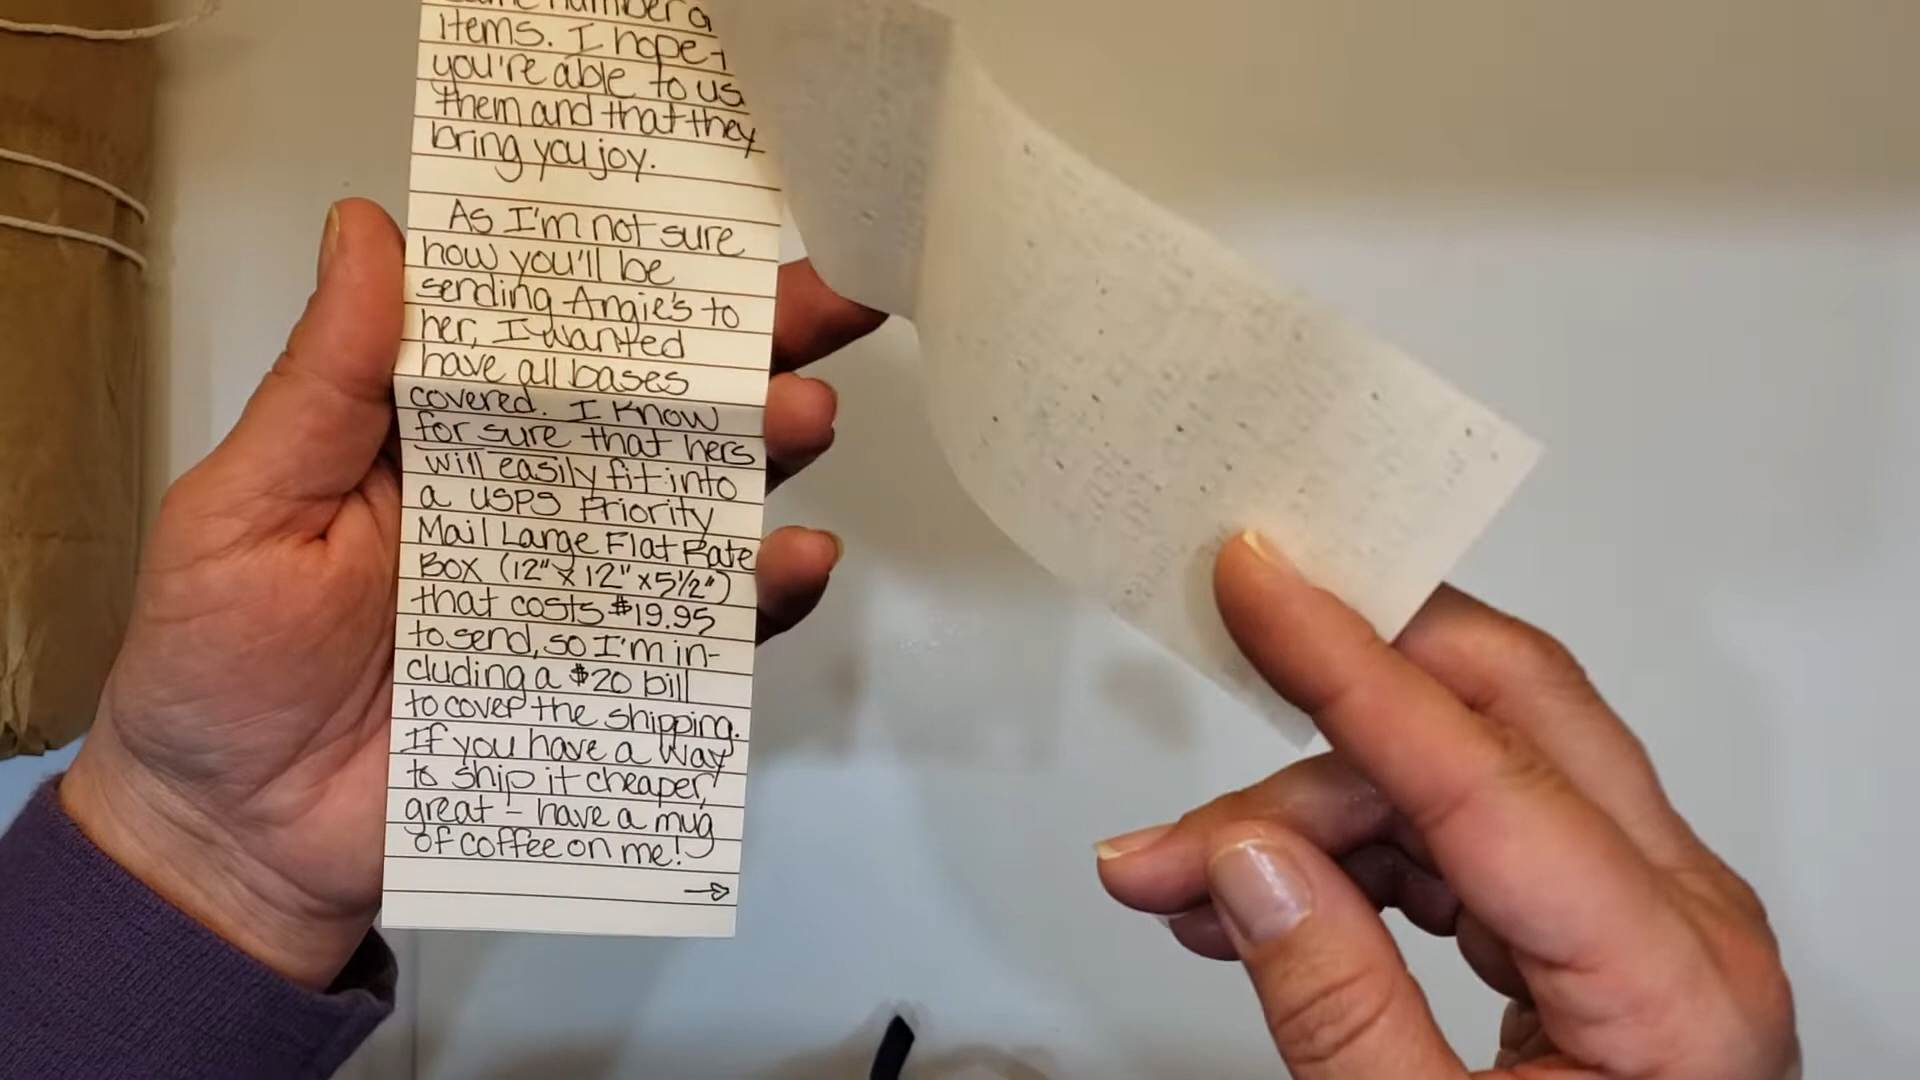 number a
items. I hope
you're able to us
them and that they
bring you joy.
As I'm not sure
how you'll be
sending Angie's to
her, I wanted
have all bases
covered. I know
for sure that hers
will easily fit into
a USPS Priority
Mail Large Flat Rate
Box (12" x 12" x 5½")
that costs $19.95
to send, so I'm in-
cluding a $20 bill
to cover the shipping.
If you have a way
to ship it cheaper,
great - have a mug
of coffee on me!
→